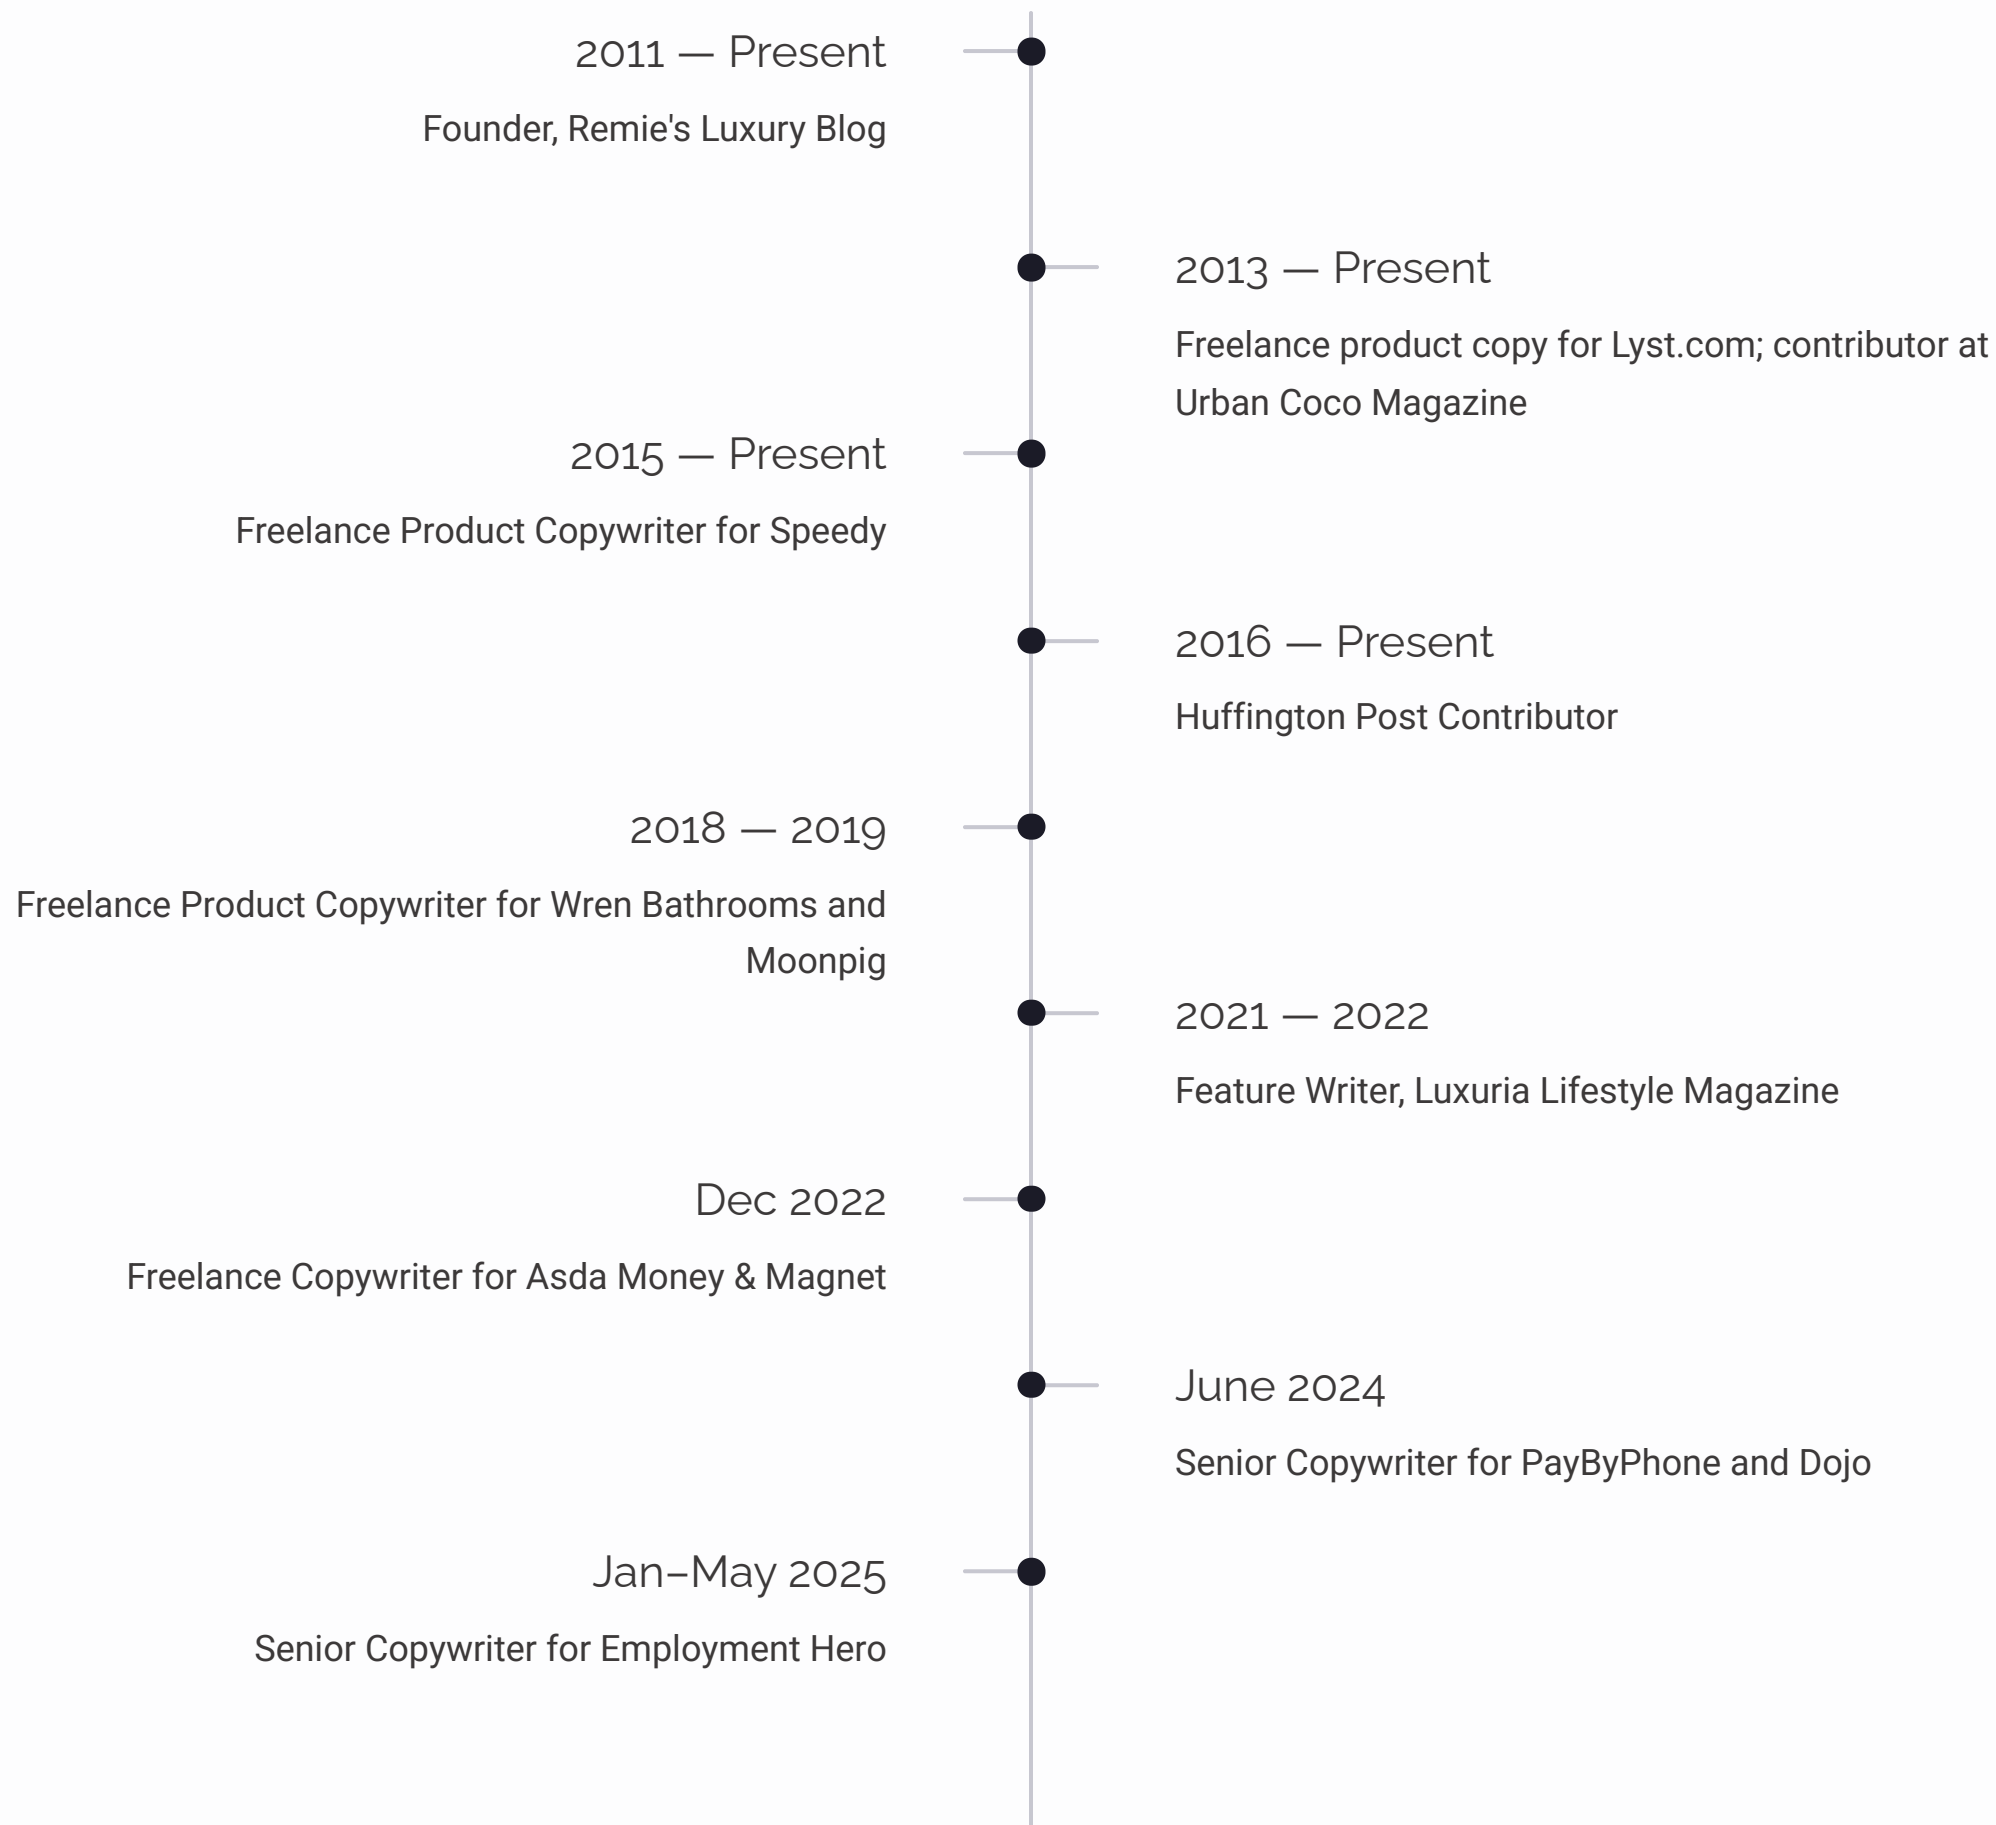 2011 — Present
Founder, Remie's Luxury Blog
2013 — Present
Freelance product copy for Lyst.com; contributor at
Urban Coco Magazine
2015 — Present
Freelance Product Copywriter for Speedy
2016 — Present
Huffington Post Contributor
2018 — 2019
Freelance Product Copywriter for Wren Bathrooms and
Moonpig
2021 — 2022
Feature Writer, Luxuria Lifestyle Magazine
Dec 2022
Freelance Copywriter for Asda Money & Magnet
June 2024
Senior Copywriter for PayByPhone and Dojo
Jan–May 2025
Senior Copywriter for Employment Hero